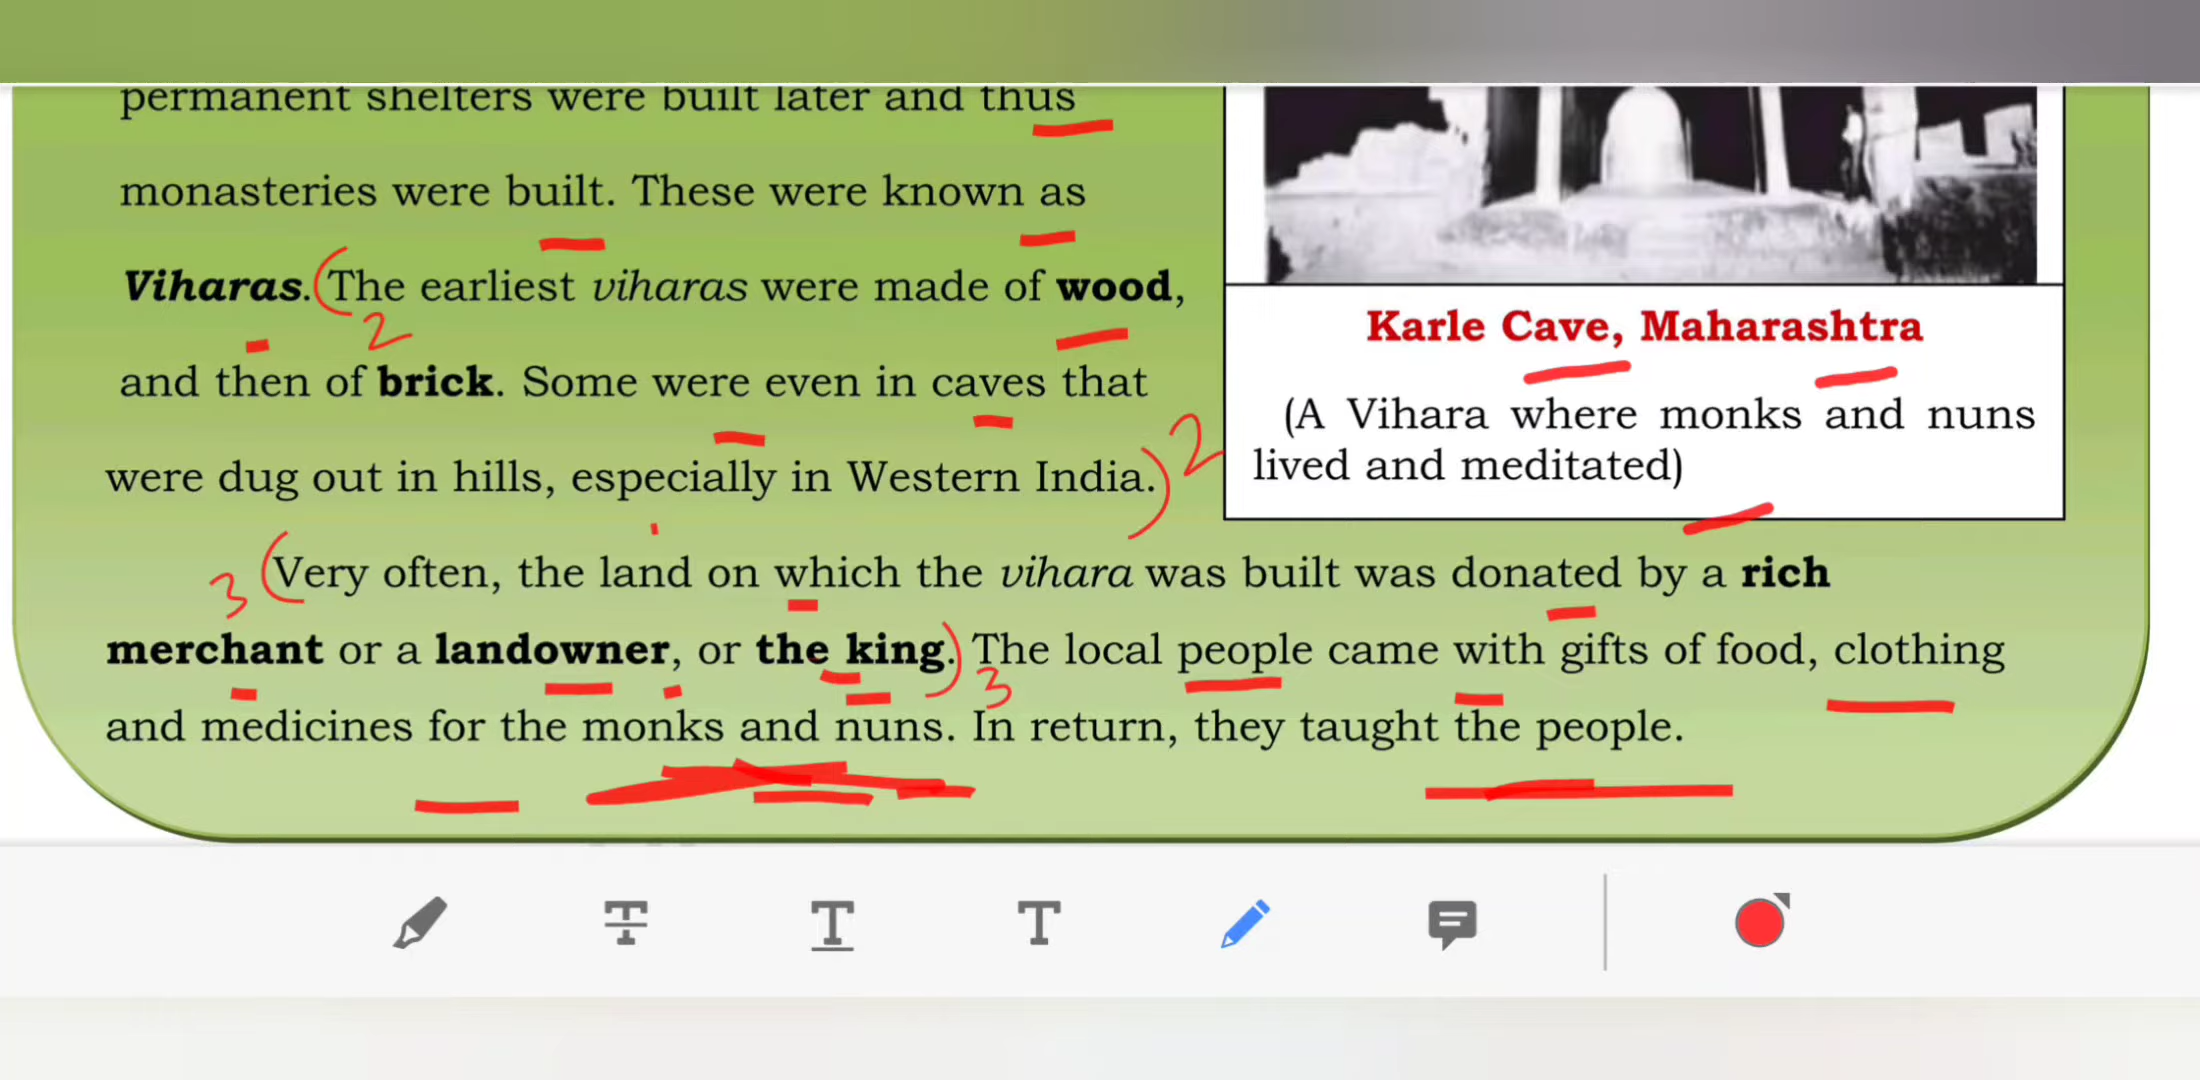 permanent shelters were built later and thus
monasteries were built. These were known as
Viharas. (The earliest viharas were made of wood,
2
and then of brick. Some were even in caves that
were dug out in hills, especially in Western India.) 2
3 (Very often, the land on which the vihara was built was donated by a rich
merchant or a landowner, or the king.) The local people came with gifts of food, clothing
3
and medicines for the monks and nuns. In return, they taught the people.
Karle Cave, Maharashtra
(A Vihara where monks and nuns
lived and meditated)
T T T